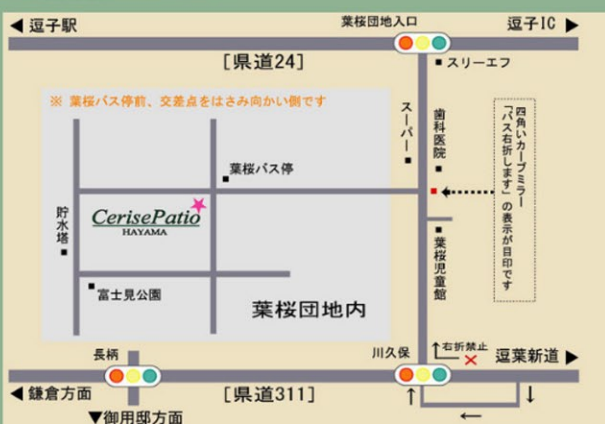 ◀ 逗子駅
葉桜団地入口
逗子IC ▶
［県道24］
■ スリーエフ
※ 葉桜バス停前、交差点をはさみ向かい側です
スーパー ■
歯科医院 ■
四角いカーブミラー
「バス右折します」の表示が目印です
葉桜バス停
貯水塔 ■
CerisePatio
HAYAMA
■ 葉桜児童館
富士見公園
葉桜団地内
長柄
川久保
↑右折禁止
×
逗葉新道 ▶
◀ 鎌倉方面
［県道311］
↑
↓
←
▼御用邸方面